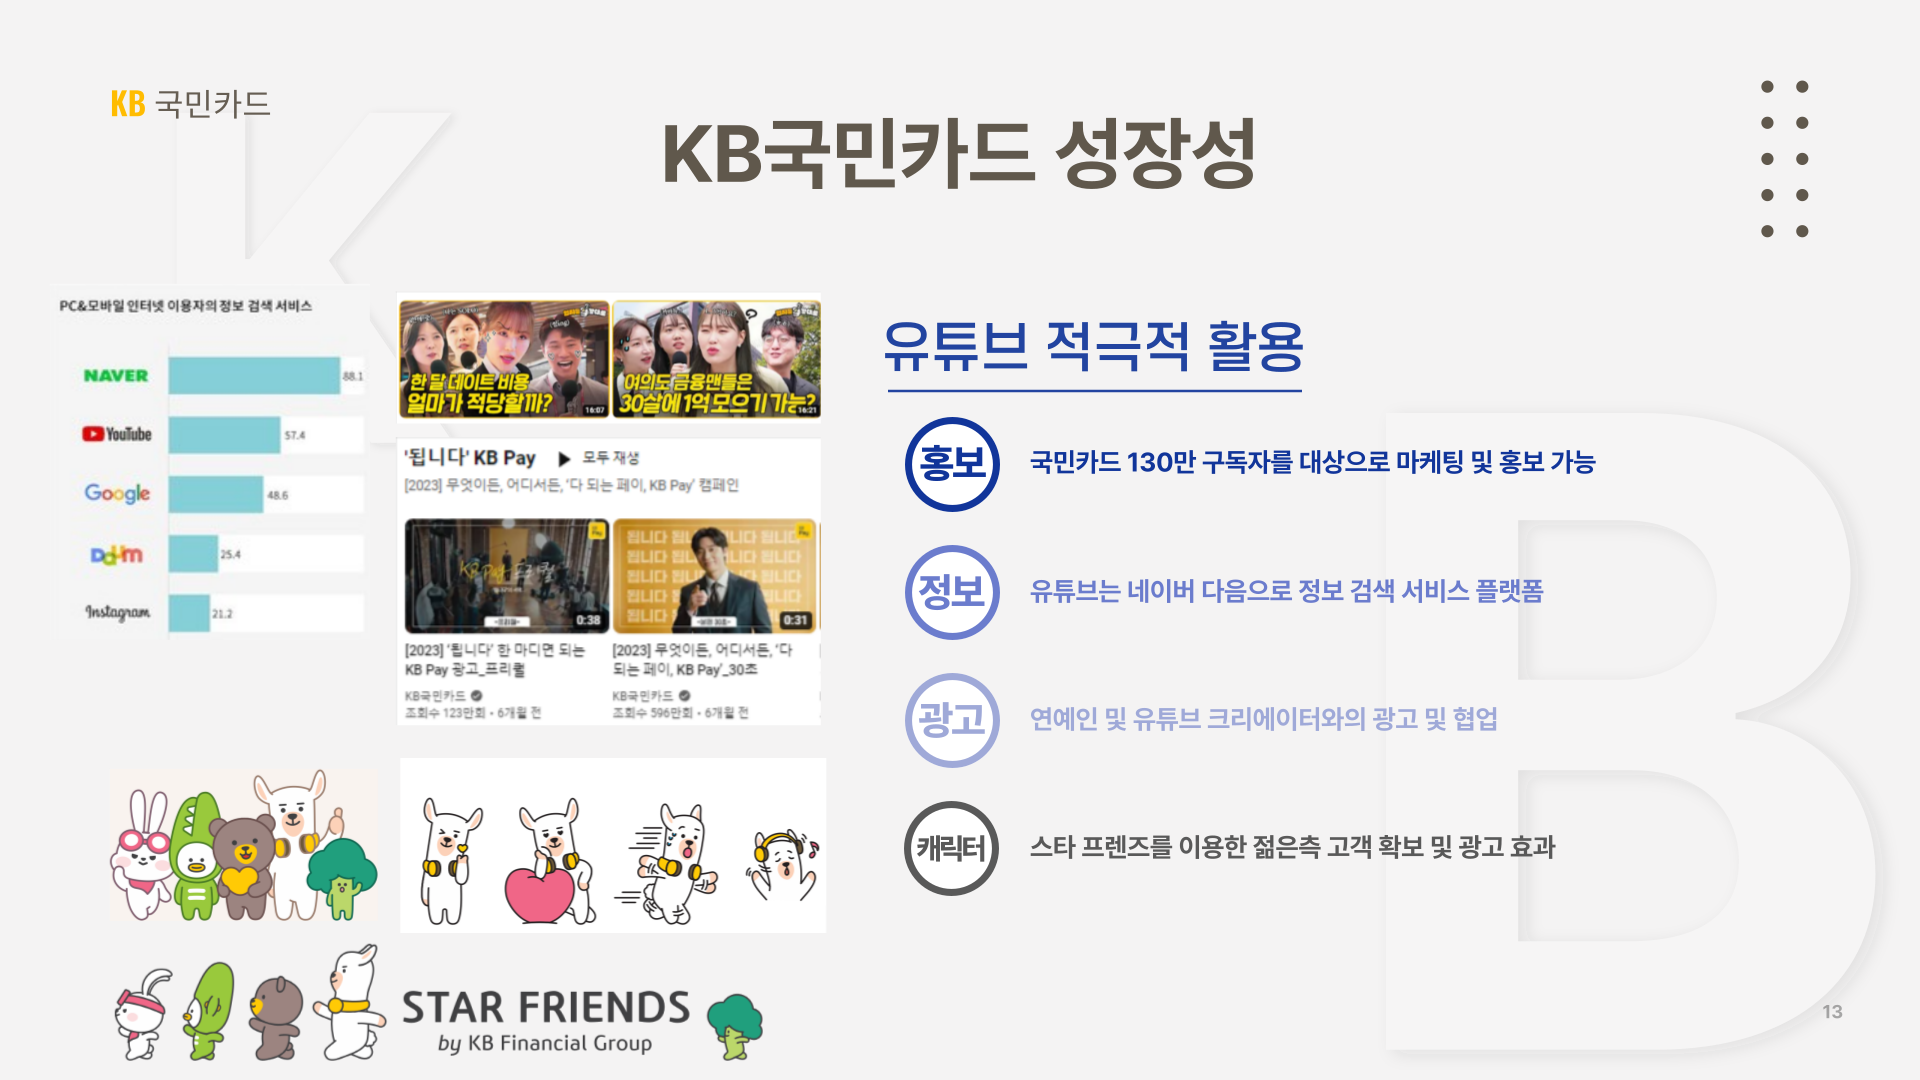 KB 국민카드
KB국민카드 성장성
PC&모바일 인터넷 이용자의 정보 검색 서비스
NAVER 88.1
YouTube 57.4
Google 48.6
Daum 25.4
Instagram 21.2
한 달 데이트 비용
얼마가 적당할까?
16:07
여의도 금융맨들은
30살에 1억 모으기 가능?
16:21
'됩니다' KB Pay ▶ 모두 재생
[2023] 무엇이든, 어디서든, '다 되는 페이, KB Pay' 캠페인
0:38
됩니다
0:31
[2023] '됩니다' 한 마디면 되는
KB Pay 광고_프리퀄
KB국민카드
조회수 123만회 • 6개월 전
[2023] 무엇이든, 어디서든, '다
되는 페이, KB Pay'_30초
KB국민카드
조회수 596만회 • 6개월 전
STAR FRIENDS
by KB Financial Group
유튜브 적극적 활용
홍보 국민카드 130만 구독자를 대상으로 마케팅 및 홍보 가능
정보 유튜브는 네이버 다음으로 정보 검색 서비스 플랫폼
광고 연예인 및 유튜브 크리에이터와의 광고 및 협업
캐릭터 스타 프렌즈를 이용한 젊은측 고객 확보 및 광고 효과
13